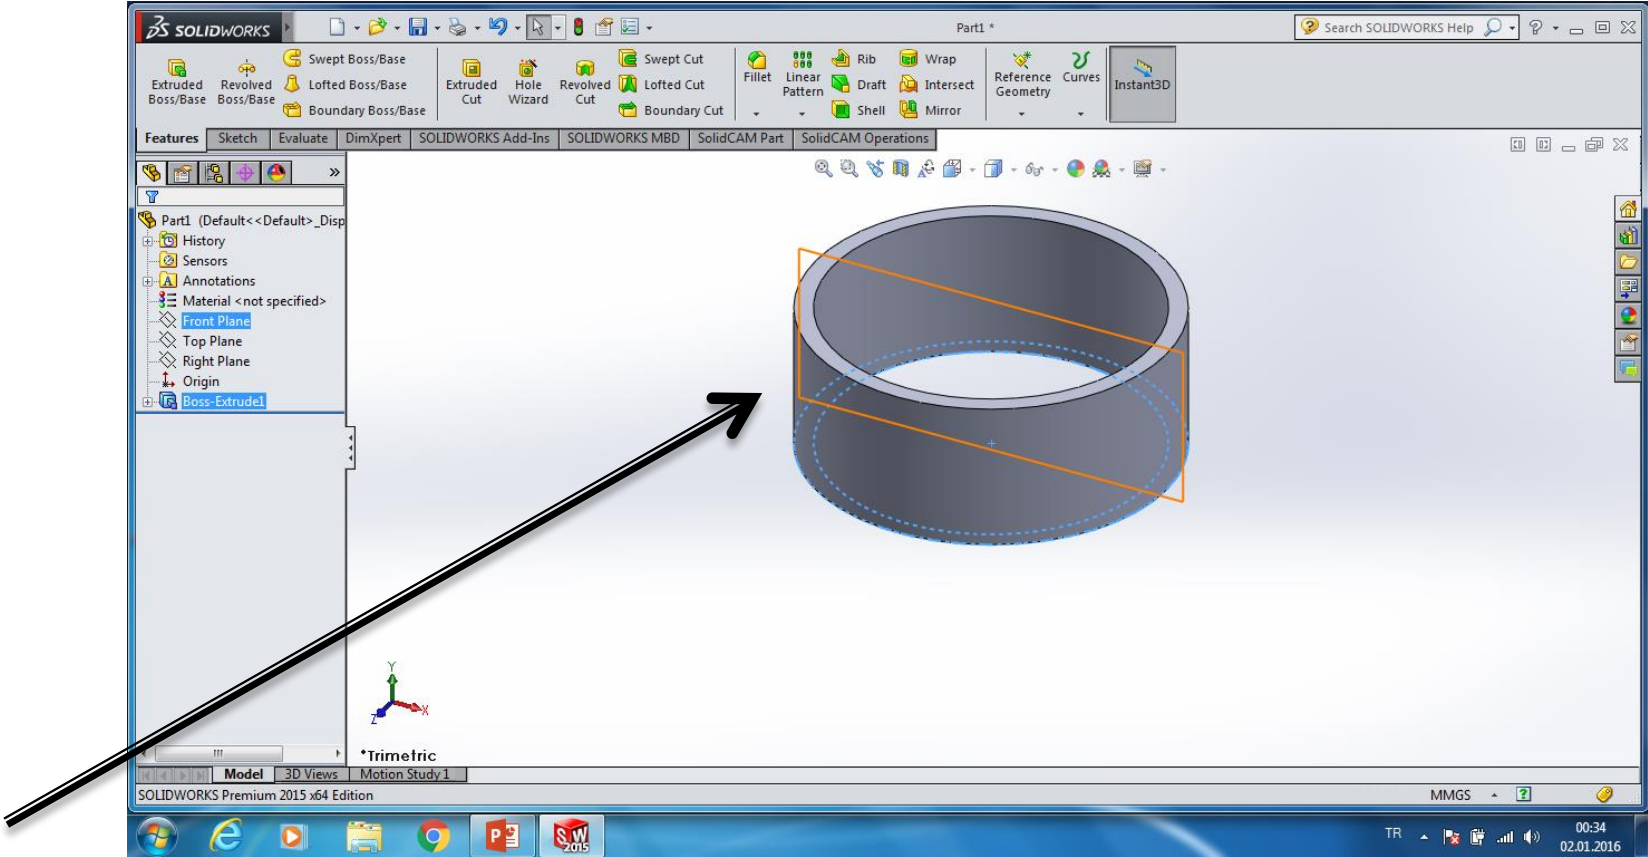 SOLIDWORKS
Part1 *
Search SOLIDWORKS Help
Extruded Boss/Base
Revolved Boss/Base
Swept Boss/Base
Lofted Boss/Base
Boundary Boss/Base
Extruded Cut
Hole Wizard
Revolved Cut
Swept Cut
Lofted Cut
Boundary Cut
Fillet
Linear Pattern
Rib
Draft
Shell
Wrap
Intersect
Mirror
Reference Geometry
Curves
Instant3D
Features Sketch Evaluate DimXpert SOLIDWORKS Add-Ins SOLIDWORKS MBD SolidCAM Part SolidCAM Operations
Part1 (Default<<Default>_Disp
History
Sensors
Annotations
Material <not specified>
Front Plane
Top Plane
Right Plane
Origin
Boss-Extrude1
Y
X
Z
*Trimetric
Model 3D Views Motion Study 1
SOLIDWORKS Premium 2015 x64 Edition
MMGS
TR
00:34
02.01.2016
SW
2015